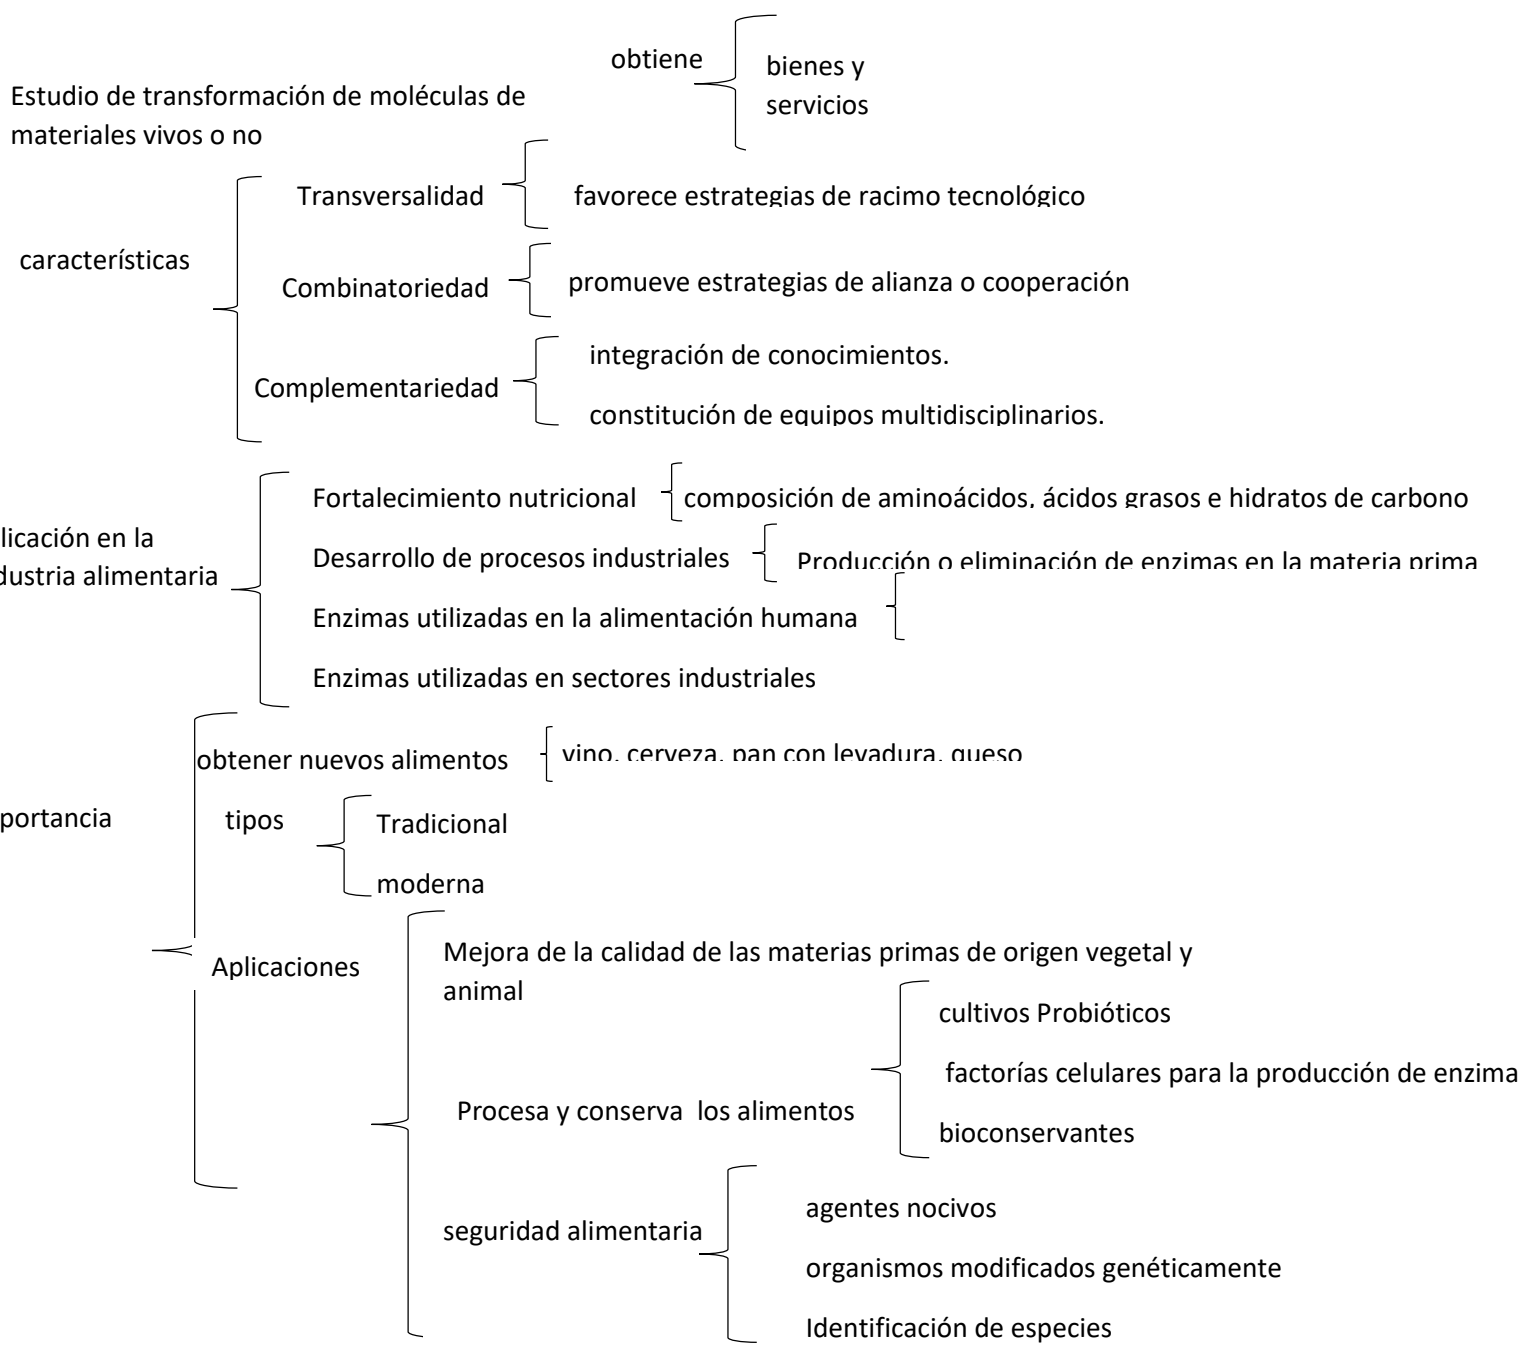 obtiene
bienes y
servicios
Estudio de transformación de moléculas de
materiales vivos o no
características
Transversalidad
favorece estrategias de racimo tecnológico
Combinatoriedad
promueve estrategias de alianza o cooperación
Complementariedad
integración de conocimientos.
constitución de equipos multidisciplinarios.
licación en la
dustria alimentaria
Fortalecimiento nutricional
composición de aminoácidos, ácidos grasos e hidratos de carbono
Desarrollo de procesos industriales
Producción o eliminación de enzimas en la materia prima
Enzimas utilizadas en la alimentación humana
Enzimas utilizadas en sectores industriales
portancia
obtener nuevos alimentos
vino, cerveza, pan con levadura, queso
tipos
Tradicional
moderna
Aplicaciones
Mejora de la calidad de las materias primas de origen vegetal y
animal
Procesa y conserva los alimentos
cultivos Probióticos
factorías celulares para la producción de enzima
bioconservantes
seguridad alimentaria
agentes nocivos
organismos modificados genéticamente
Identificación de especies